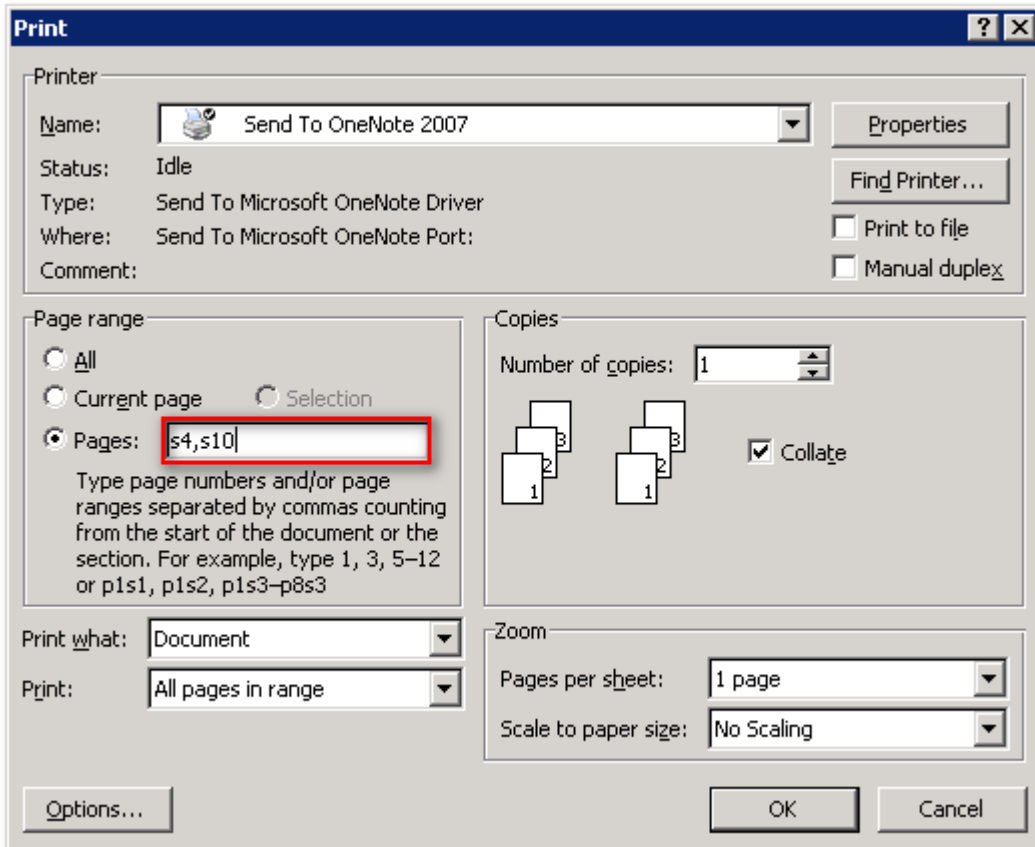 Print
Printer
Name: Send To OneNote 2007 Properties
Status: Idle
Find Printer...
Type: Send To Microsoft OneNote Driver
Where: Send To Microsoft OneNote Port: Print to file
Comment: Manual duplex
Page range
All
Current page Selection
Pages: s4,s10
Type page numbers and/or page
ranges separated by commas counting
from the start of the document or the
section. For example, type 1, 3, 5–12
or p1s1, p1s2, p1s3–p8s3
Copies
Number of copies: 1
3 3
2 2
1 1
Collate
Print what: Document
Print: All pages in range
Zoom
Pages per sheet: 1 page
Scale to paper size: No Scaling
Options... OK Cancel